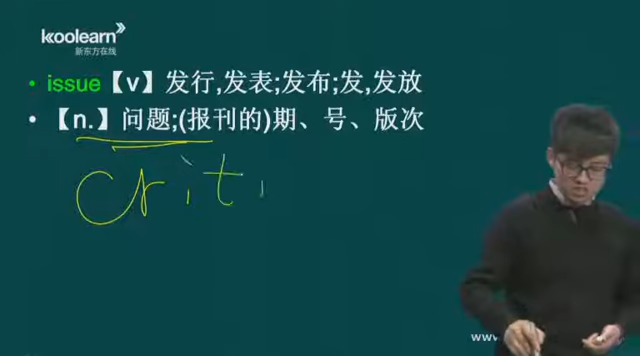 koolearn
新东方在线
• issue【v】发行,发表;发布;发,发放
• 【n.】问题;(报刊的)期、号、版次
criti
www.